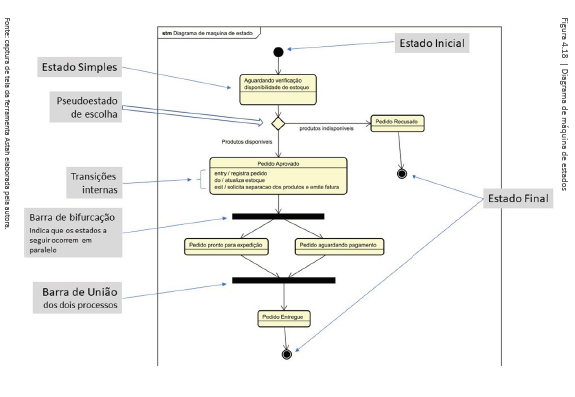 Figura 4.18 | Diagrama de máquina de estados
stm Diagrama de maquina de estado
Estado Inicial
Estado Simples
Aguardando verificação
disponibilidade de estoque
Pseudoestado
de escolha
produtos indisponíveis
Pedido Recusado
Produtos disponíveis
Pedido Aprovado
entry / registra pedido
do / atualiza estoque
exit / solicita separacao dos produtos e emite fatura
Transições
internas
Estado Final
Barra de bifurcação
Indica que os estados a
seguir ocorrem em
paralelo
Pedido pronto para expedição
Pedido aguardando pagamento
Barra de União
dos dois processos
Pedido Entregue
Fonte: captura de tela da ferramenta Astah elaborada pela autora.